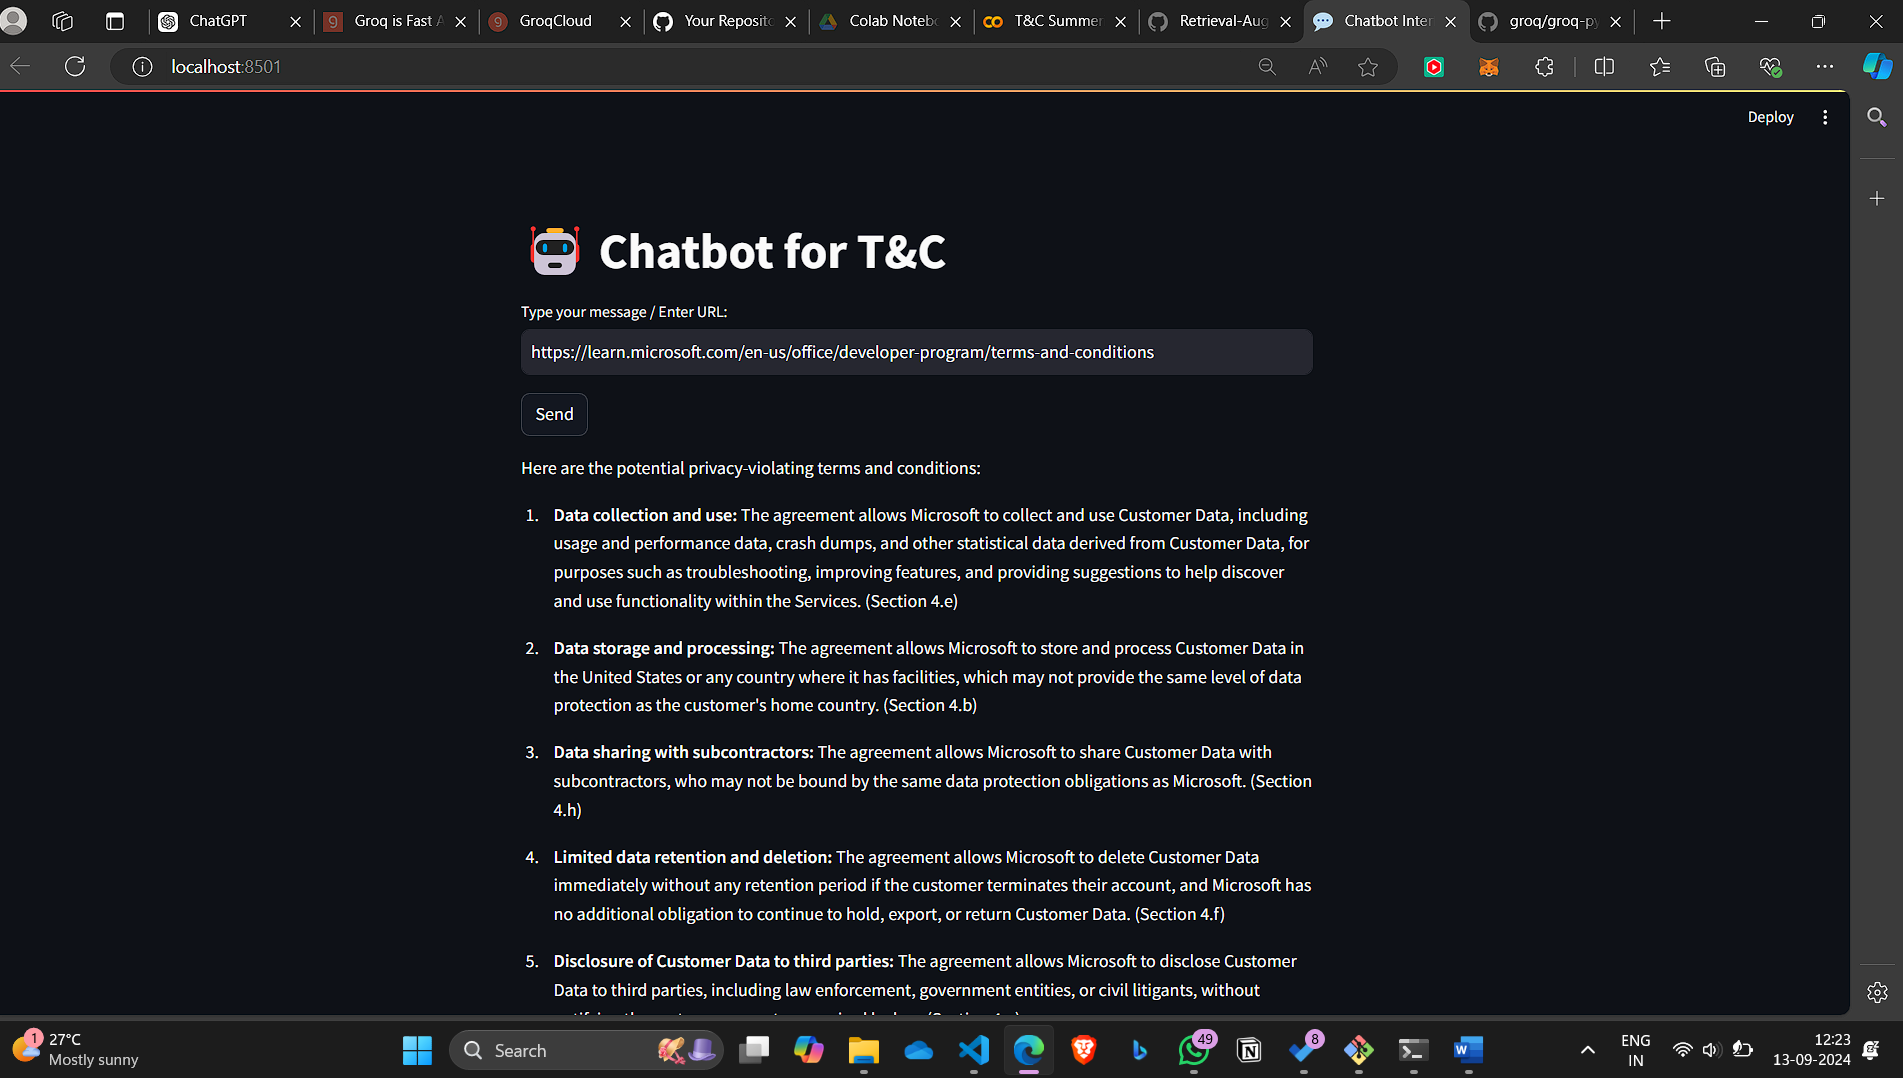 ChatGPT
Groq is Fast A
GroqCloud
Your Reposito
Colab Notebo
T&C Summer
Retrieval-Aug
Chatbot Inter
groq/groq-py
localhost:8501
Deploy
Chatbot for T&C
Type your message / Enter URL:
https://learn.microsoft.com/en-us/office/developer-program/terms-and-conditions
Send
Here are the potential privacy-violating terms and conditions:
1. Data collection and use: The agreement allows Microsoft to collect and use Customer Data, including
usage and performance data, crash dumps, and other statistical data derived from Customer Data, for
purposes such as troubleshooting, improving features, and providing suggestions to help discover
and use functionality within the Services. (Section 4.e)
2. Data storage and processing: The agreement allows Microsoft to store and process Customer Data in
the United States or any country where it has facilities, which may not provide the same level of data
protection as the customer's home country. (Section 4.b)
3. Data sharing with subcontractors: The agreement allows Microsoft to share Customer Data with
subcontractors, who may not be bound by the same data protection obligations as Microsoft. (Section
4.h)
4. Limited data retention and deletion: The agreement allows Microsoft to delete Customer Data
immediately without any retention period if the customer terminates their account, and Microsoft has
no additional obligation to continue to hold, export, or return Customer Data. (Section 4.f)
5. Disclosure of Customer Data to third parties: The agreement allows Microsoft to disclose Customer
Data to third parties, including law enforcement, government entities, or civil litigants, without
1
27°C
Mostly sunny
Search
49
8
ENG
IN
12:23
13-09-2024